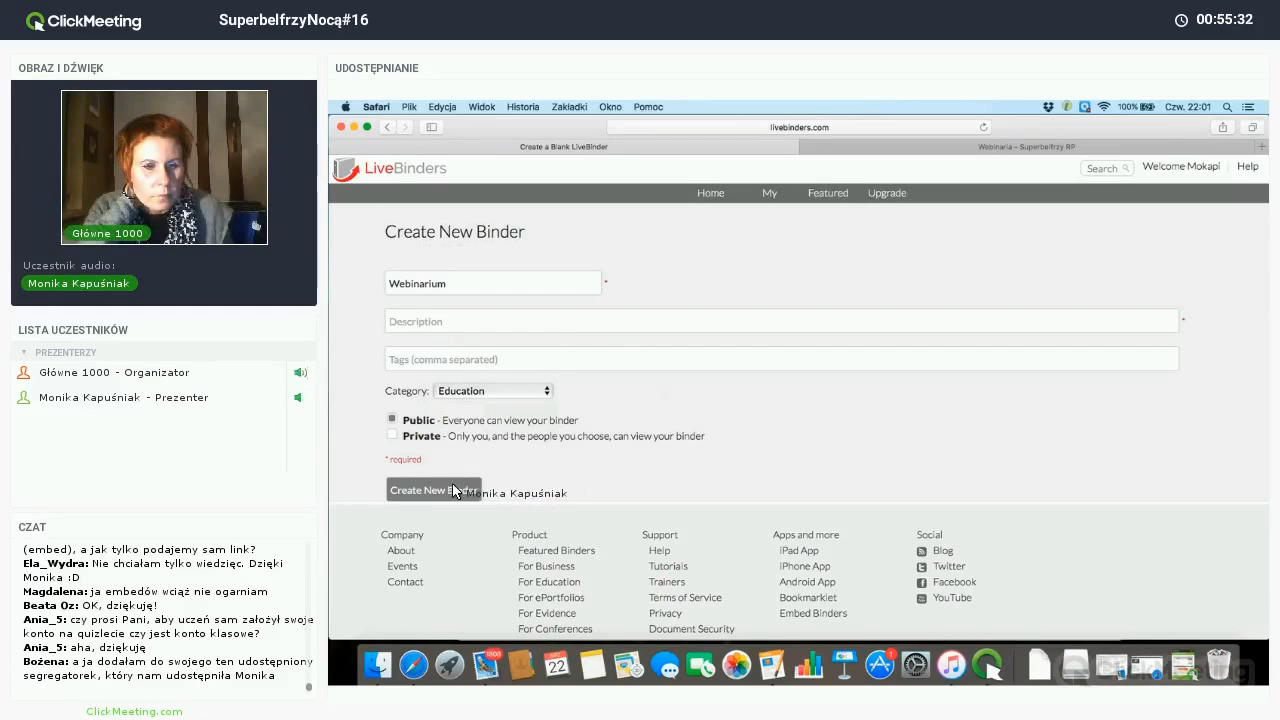 ClickMeeting
SuperbelfrzyNocą#16
00:55:32
OBRAZ I DŹWIĘK
Główne 1000
Uczestnik audio:
Monika Kapuśniak
LISTA UCZESTNIKÓW
PREZENTERZY
Główne 1000 - Organizator
Monika Kapuśniak - Prezenter
CZAT
(embed), a jak tylko podajemy sam link?
Ela_Wydra: Nie chciałam tylko wiedzięc. Dzięki
Monika :D
Magdalena: ja embedów wciąż nie ogarniam
Beata Oz: OK, dziękuję!
Ania_5: czy prosi Pani, aby uczeń sam założył swoje
konto na quizlecie czy jest konto klasowe?
Ania_5: aha, dziękuję
Bożena: a ja dodałam do swojego ten udostępniony
segregatorek, który nam udostępniła Monika
ClickMeeting.com
UDOSTĘPNIANIE
Safari Plik Edycja Widok Historia Zakładki Okno Pomoc
100% Czw. 22:01
livebinders.com
Create a Blank LiveBinder
Webinaria – Superbelfrzy RP
LiveBinders
Search
Welcome Mokapi
Help
Home My Featured Upgrade
Create New Binder
Webinarium *
Description *
Tags (comma separated)
Category: Education
Public - Everyone can view your binder
Private - Only you, and the people you choose, can view your binder
* required
Create New Binder
Monika Kapuśniak
Company
About
Events
Contact
Product
Featured Binders
For Business
For Education
For ePortfolios
For Evidence
For Conferences
Support
Help
Tutorials
Trainers
Terms of Service
Privacy
Document Security
Apps and more
iPad App
iPhone App
Android App
Bookmarklet
Embed Binders
Social
Blog
Twitter
Facebook
YouTube
22
1
ClickMeeting